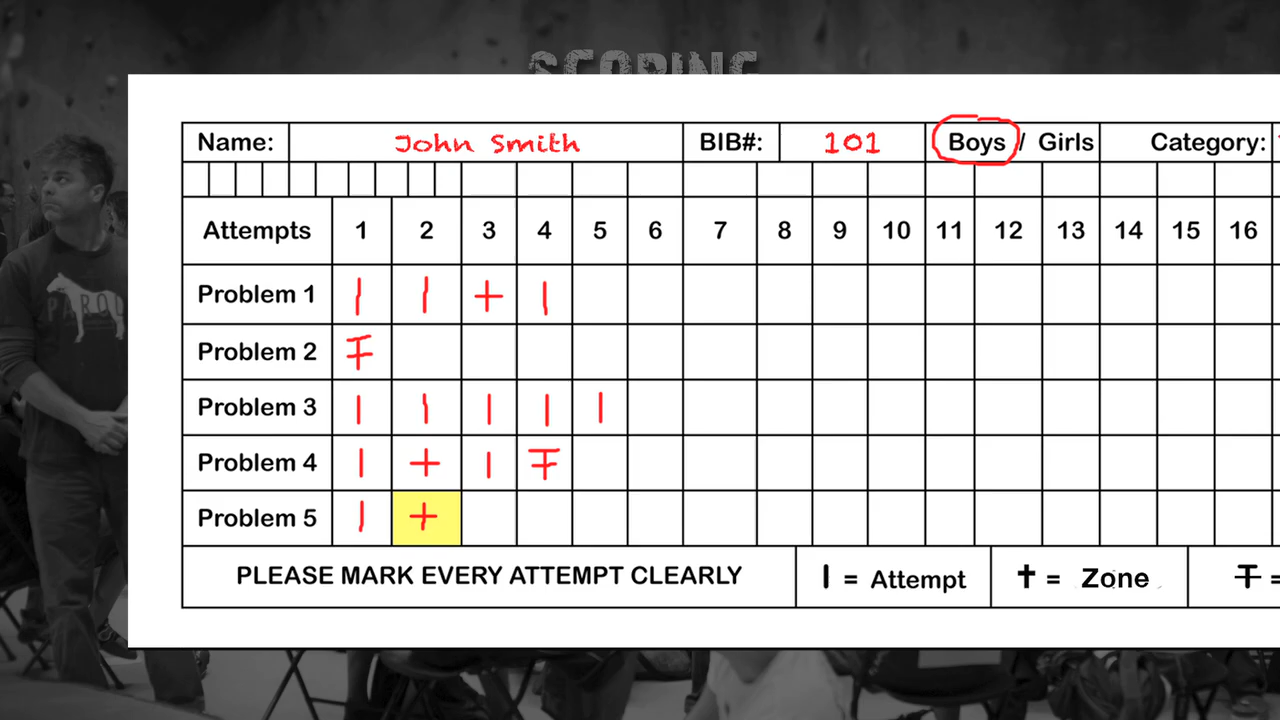 SCORING
Name: John Smith BIB#: 101 Boys / Girls Category:
Attempts 1 2 3 4 5 6 7 8 9 10 11 12 13 14 15 16
Problem 1 | | + |
Problem 2 Ŧ
Problem 3 | | | | |
Problem 4 | + | Ŧ
Problem 5 | +
PLEASE MARK EVERY ATTEMPT CLEARLY | = Attempt † = Zone Ŧ =